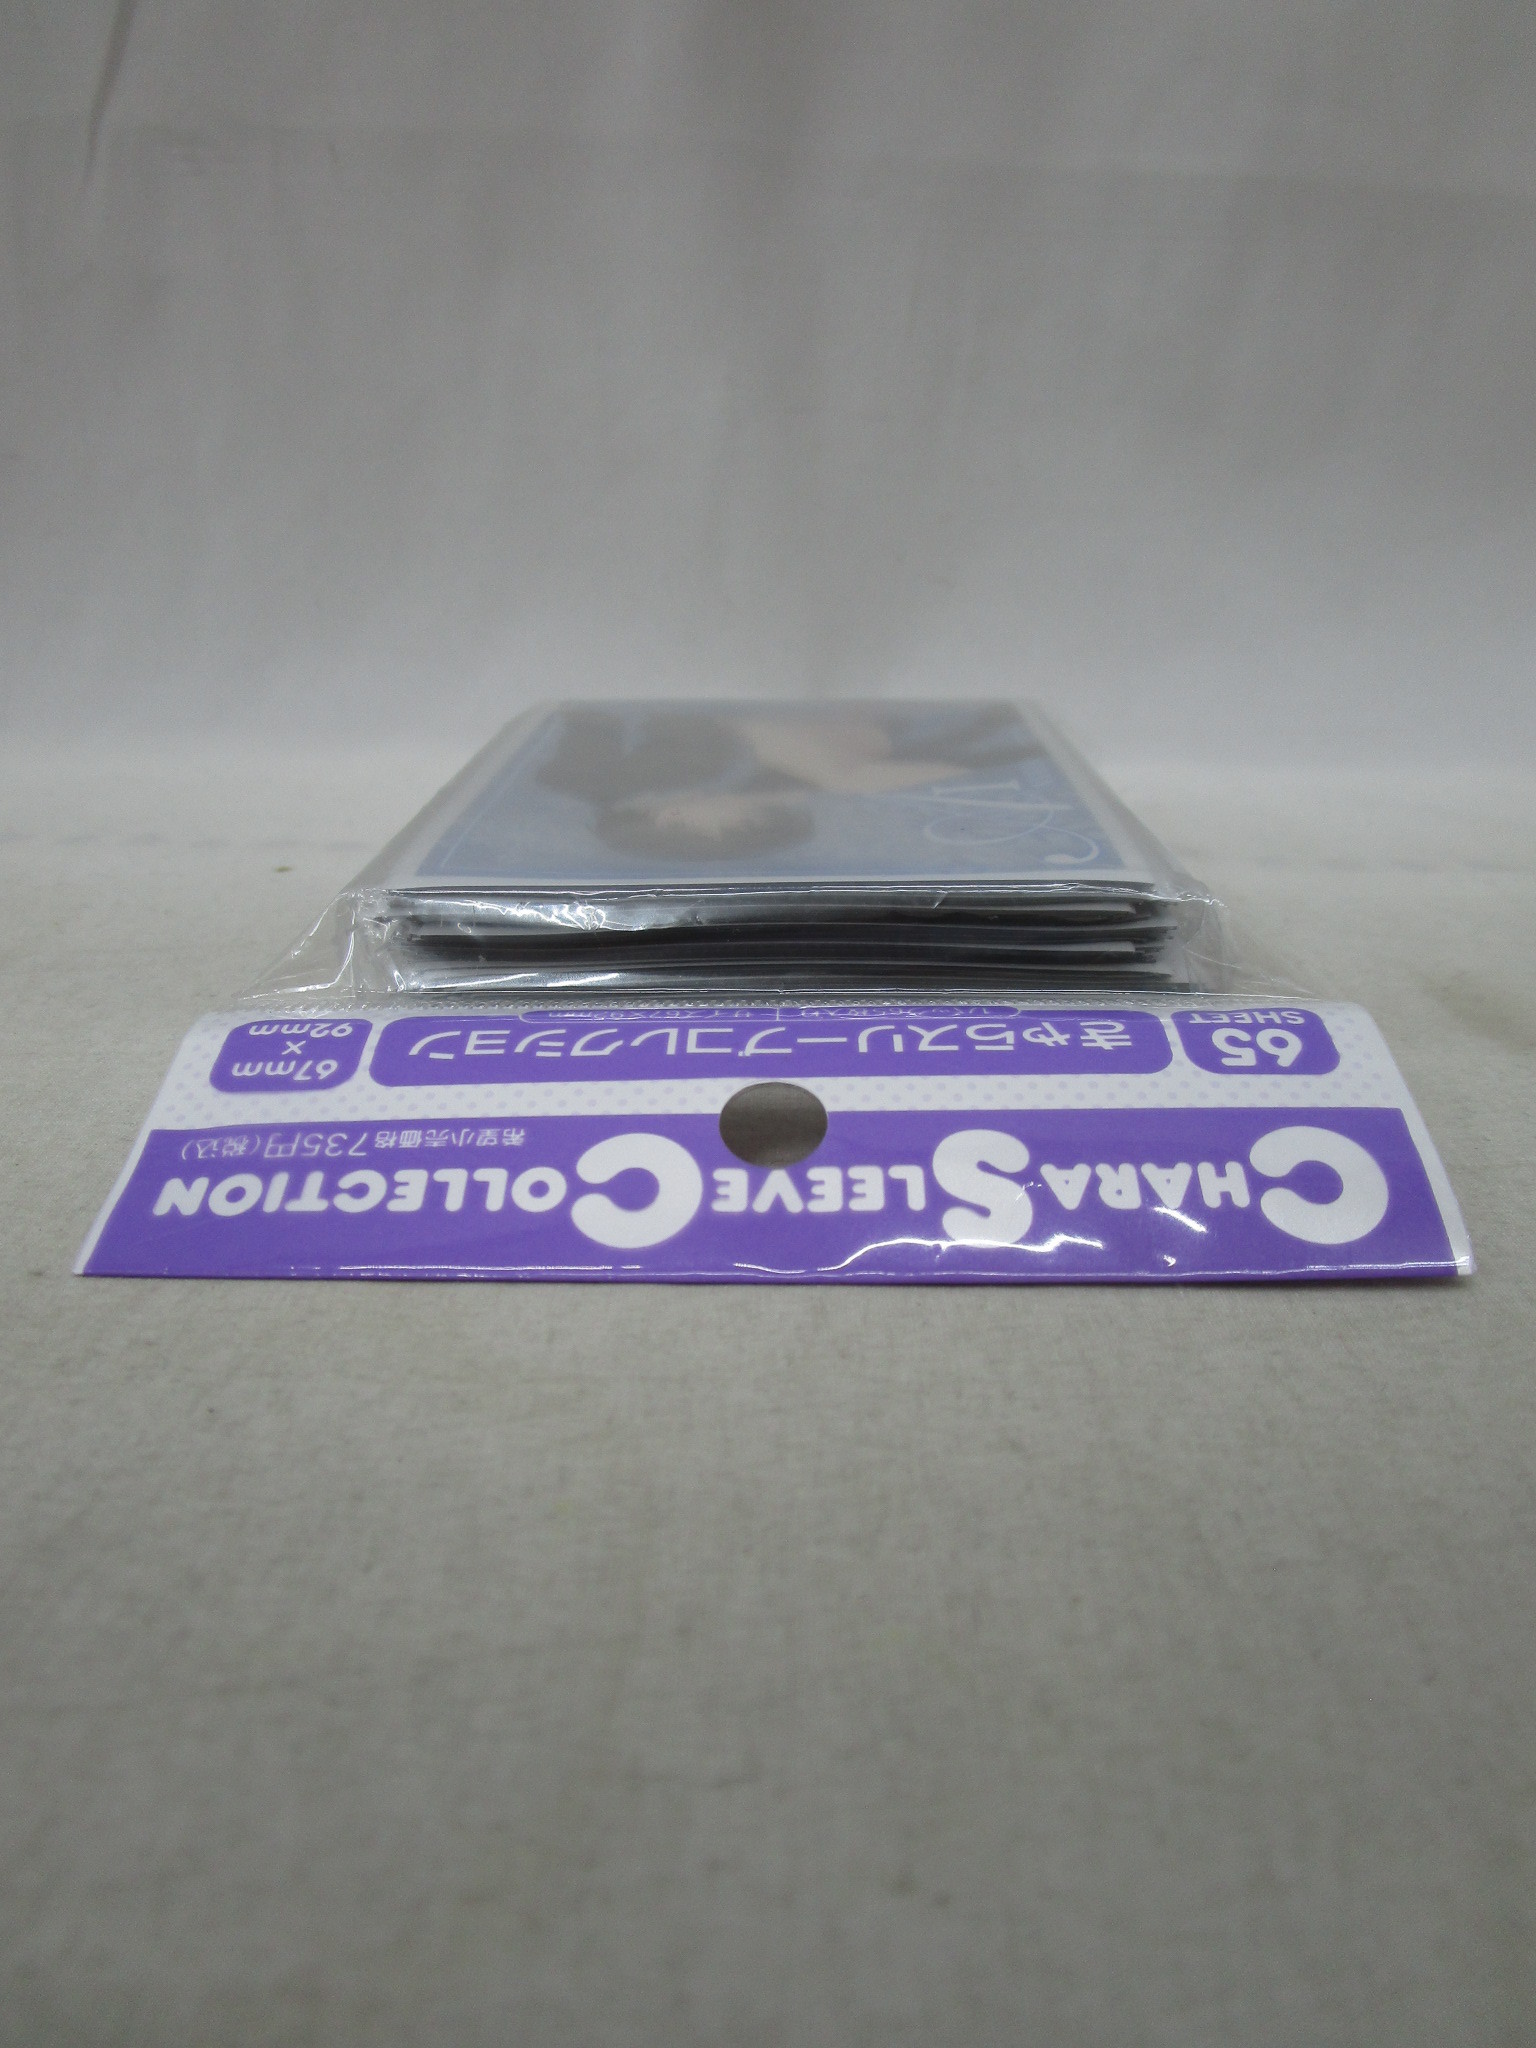 CHARA SLEEVE COLLECTION
希望小売価格735円(税込)
65
SHEET
きゃらスリーブコレクション
67mm
×
92mm